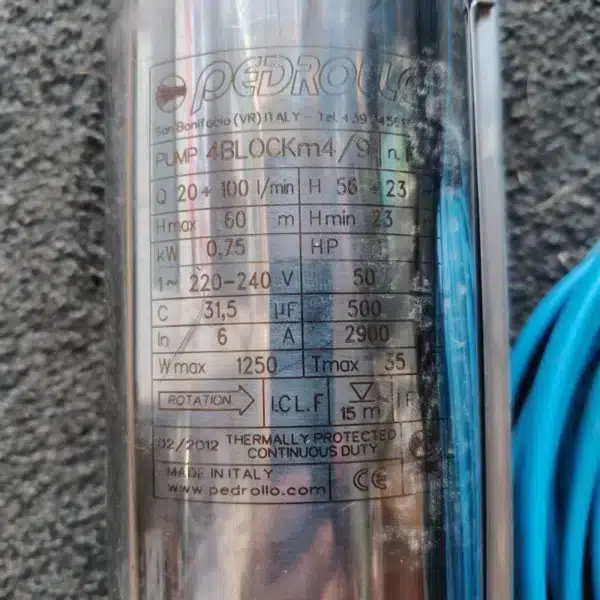 PEDROLLO
San Bonifacio (VR) ITALY - Tel. +39
PUMP 4BLOCKm4/9 n.
Q 20÷100 l/min H 56÷23
Hmax 60 m Hmin 23
kW 0.75 HP
1~ 220-240 V 50
C 31,5 µF 500
In 6 A 2900
Wmax 1250 Tmax 35
ROTATION I.CL.F 15 m IP
02/2012 THERMALLY PROTECTED
CONTINUOUS DUTY
MADE IN ITALY
www.pedrollo.com CE